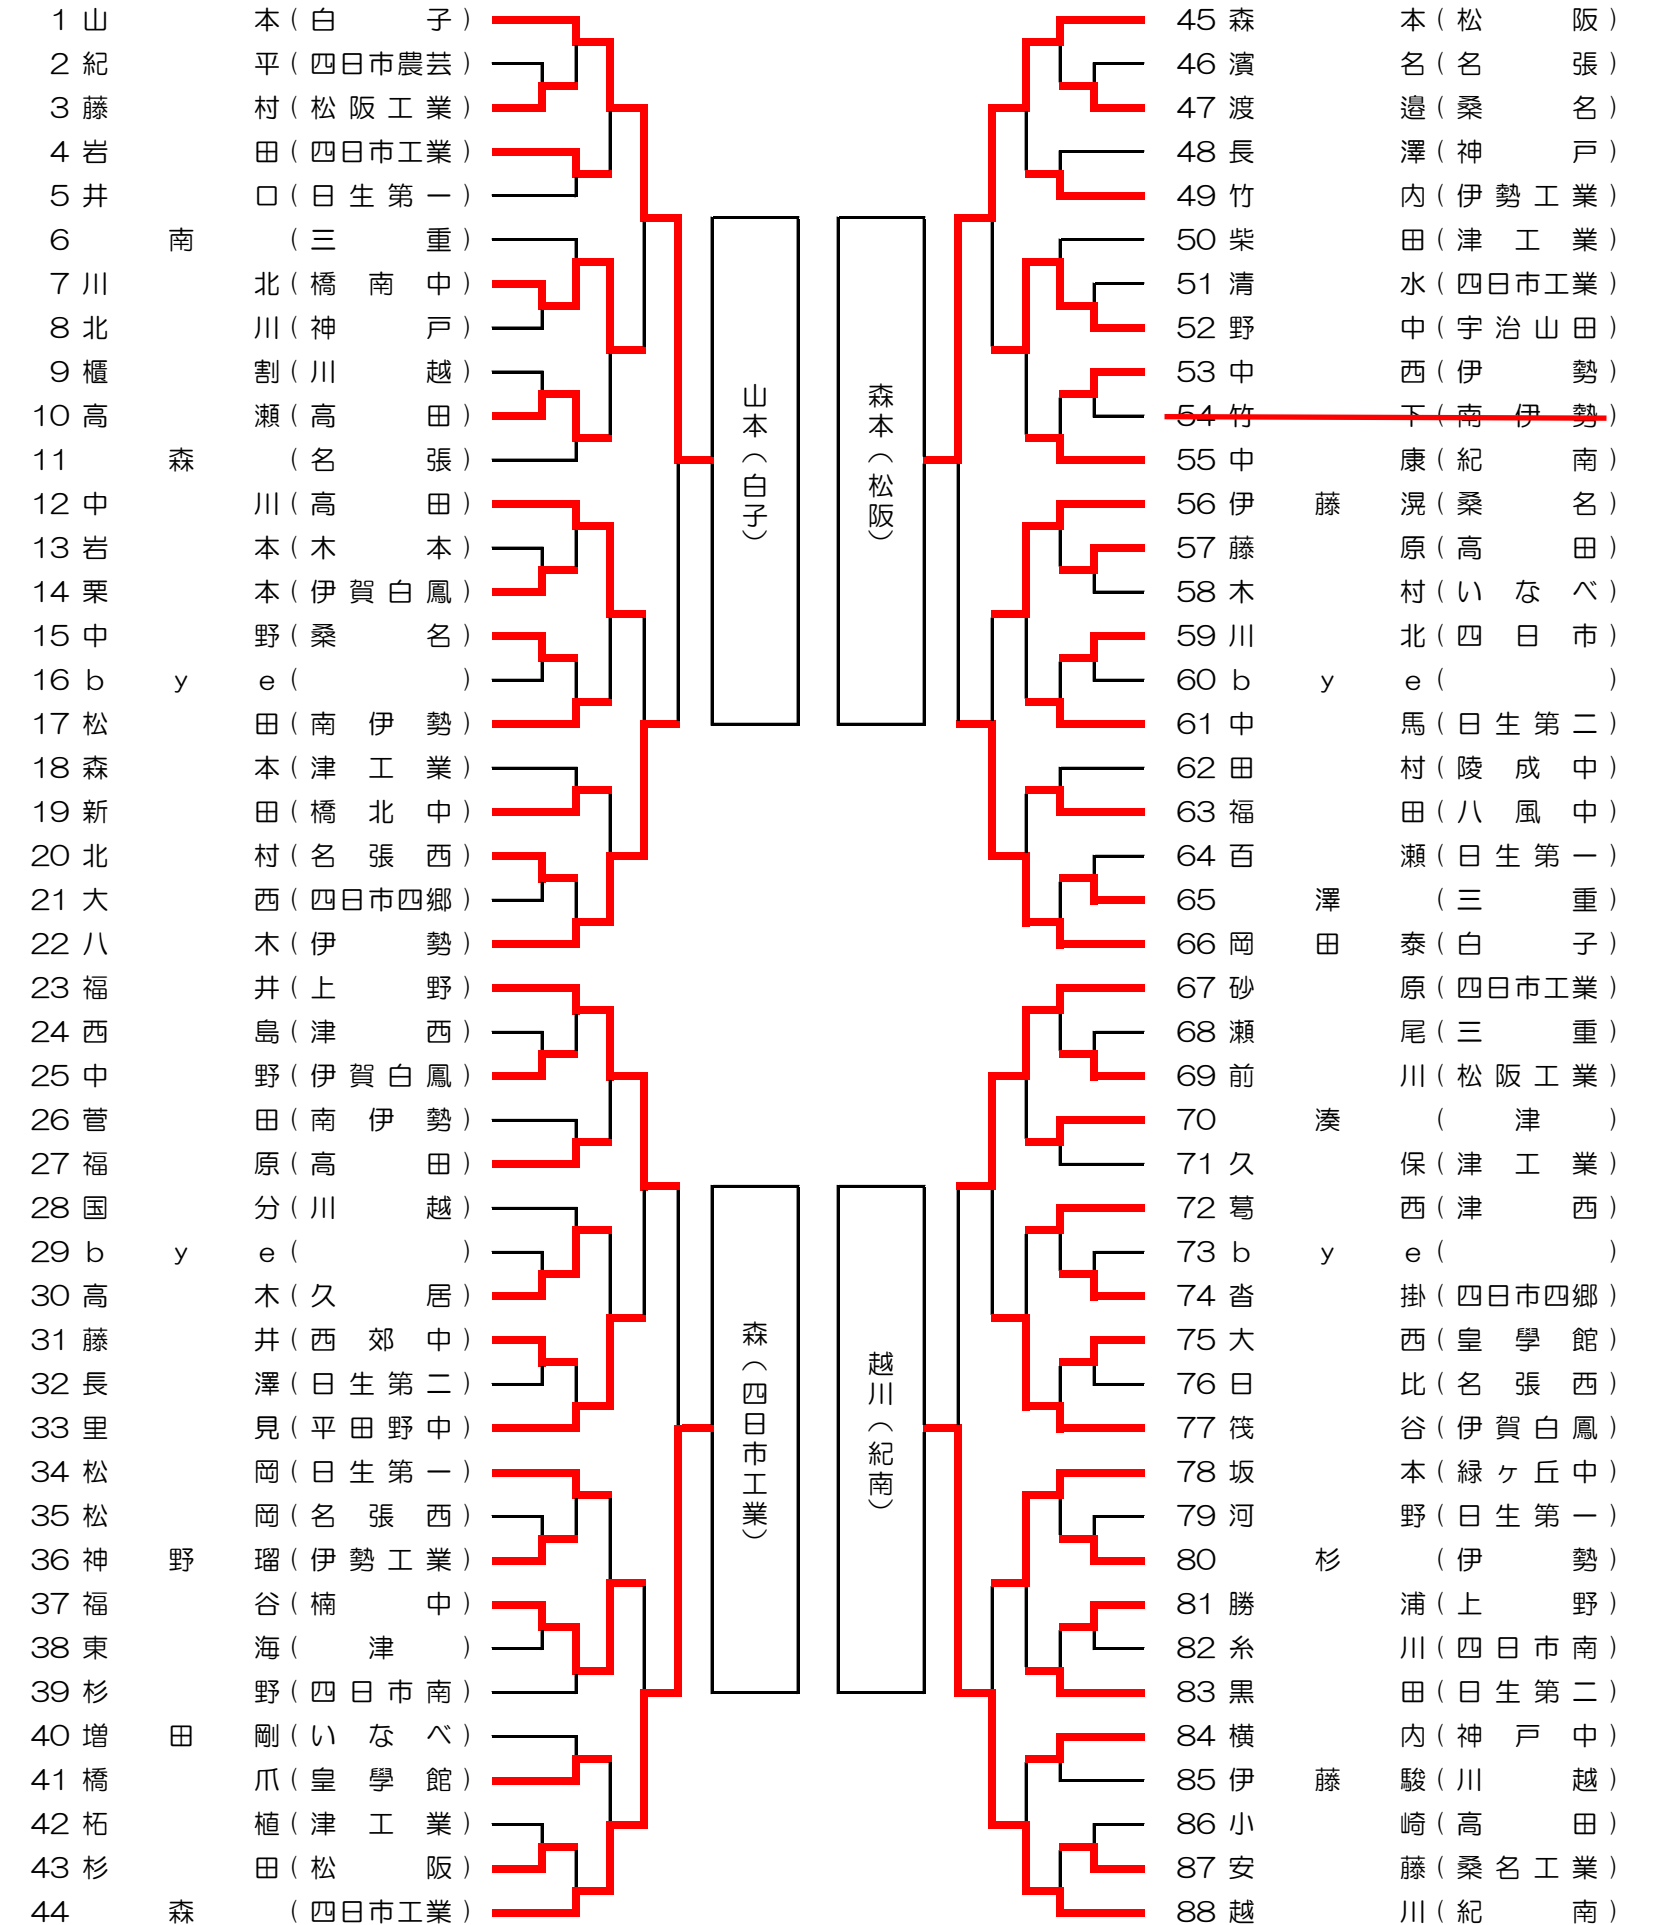 1 山本(白子)
2 紀平(四日市農芸)
3 藤村(松阪工業)
4 岩田(四日市工業)
5 井口(日生第一)
6 南(三重)
7 川北(橋南中)
8 北川(神戸)
9 櫃割(川越)
10 高瀬(高田)
11 森(名張)
12 中川(高田)
13 岩本(木本)
14 栗本(伊賀白鳳)
15 中野(桑名)
16 bye( )
17 松田(南伊勢)
18 森本(津工業)
19 新田(橋北中)
20 北村(名張西)
21 大西(四日市四郷)
22 八木(伊勢)
23 福井(上野)
24 西島(津西)
25 中野(伊賀白鳳)
26 菅田(南伊勢)
27 福原(高田)
28 国分(川越)
29 bye( )
30 高木(久居)
31 藤井(西郊中)
32 長澤(日生第二)
33 里見(平田野中)
34 松岡(日生第一)
35 松岡(名張西)
36 神野瑠(伊勢工業)
37 福谷(楠中)
38 東海(津)
39 杉野(四日市南)
40 増田剛(いなべ)
41 橋爪(皇學館)
42 柘植(津工業)
43 杉田(松阪)
44 森(四日市工業)
山本(白子)
森(四日市工業)
森本(松阪)
越川(紀南)
45 森本(松阪)
46 濱名(名張)
47 渡邉(桑名)
48 長澤(神戸)
49 竹内(伊勢工業)
50 柴田(津工業)
51 清水(四日市工業)
52 野中(宇治山田)
53 中西(伊勢)
54 竹下(南伊勢)
55 中康(紀南)
56 伊藤滉(桑名)
57 藤原(高田)
58 木村(いなべ)
59 川北(四日市)
60 bye( )
61 中馬(日生第二)
62 田村(陵成中)
63 福田(八風中)
64 百瀬(日生第一)
65 澤(三重)
66 岡田泰(白子)
67 砂原(四日市工業)
68 瀬尾(三重)
69 前川(松阪工業)
70 湊(津)
71 久保(津工業)
72 葛西(津西)
73 bye( )
74 沓掛(四日市四郷)
75 大西(皇學館)
76 日比(名張西)
77 筏谷(伊賀白鳳)
78 坂本(緑ヶ丘中)
79 河野(日生第一)
80 杉(伊勢)
81 勝浦(上野)
82 糸川(四日市南)
83 黒田(日生第二)
84 横内(神戸中)
85 伊藤駿(川越)
86 小崎(高田)
87 安藤(桑名工業)
88 越川(紀南)